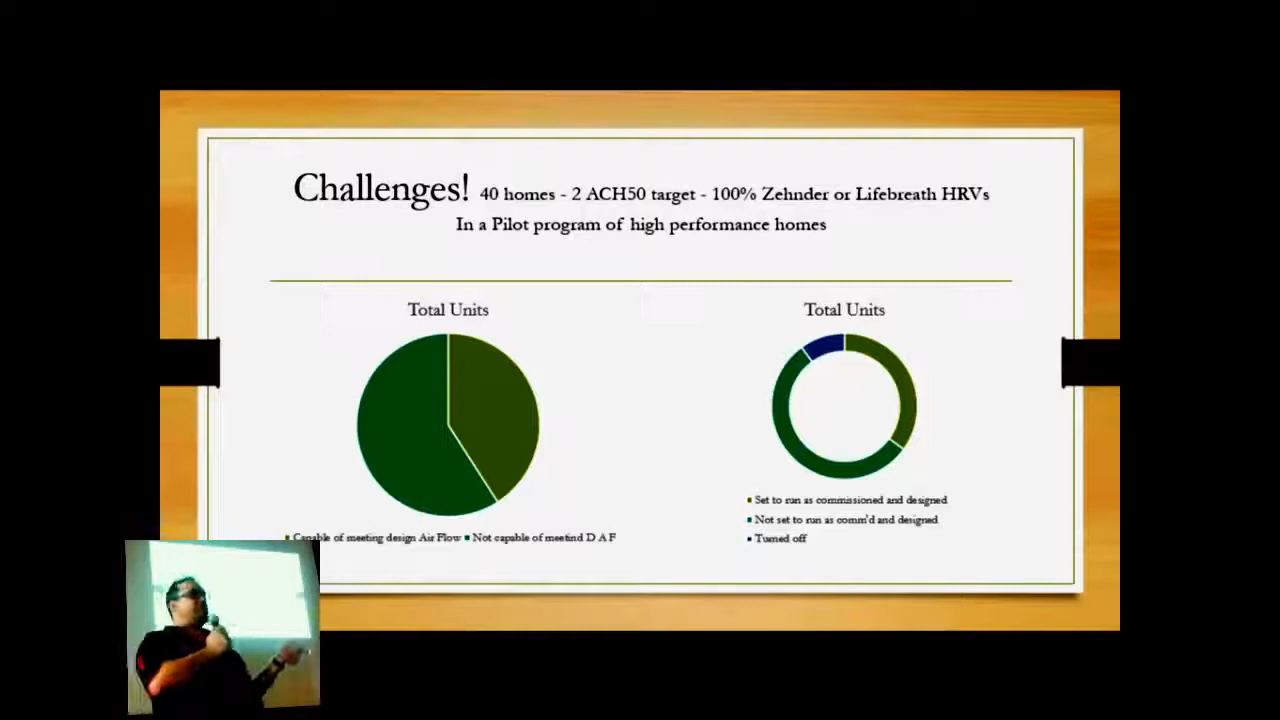 Challenges! 40 homes - 2 ACH50 target - 100% Zehnder or Lifebreath HRVs
In a Pilot program of high performance homes
Total Units
Capable of meeting design Air Flow Not capable of meetind D A F
Total Units
Set to run as commissioned and designed
Not set to run as comm'd and designed
Turned off